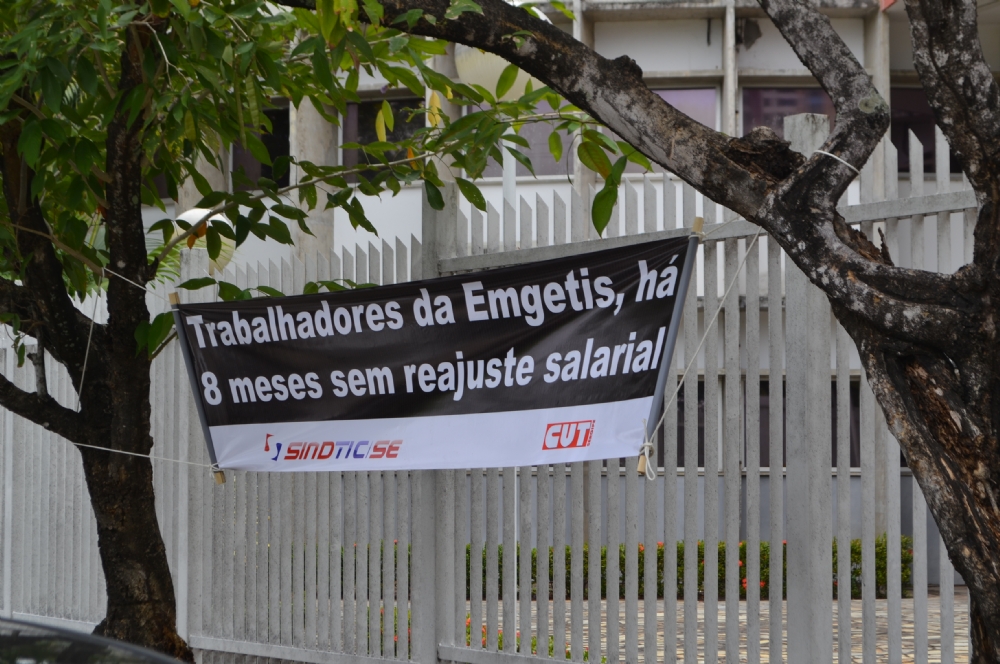 Trabalhadores da Emgetis, há
8 meses sem reajuste salarial
SINDTIC/SE
CUT